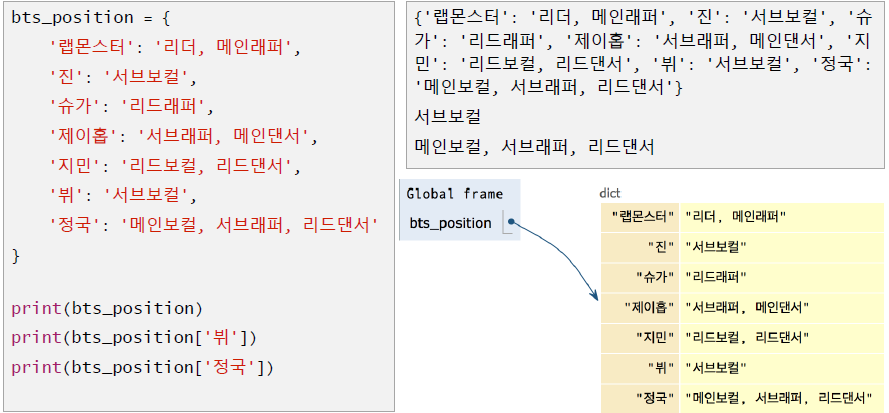 bts_position = {
'랩몬스터': '리더, 메인래퍼',
'진': '서브보컬',
'슈가': '리드래퍼',
'제이홉': '서브래퍼, 메인댄서',
'지민': '리드보컬, 리드댄서',
'뷔': '서브보컬',
'정국': '메인보컬, 서브래퍼, 리드댄서'
}
print(bts_position)
print(bts_position['뷔'])
print(bts_position['정국'])
{'랩몬스터': '리더, 메인래퍼', '진': '서브보컬', '슈
가': '리드래퍼', '제이홉': '서브래퍼, 메인댄서', '지
민': '리드보컬, 리드댄서', '뷔': '서브보컬', '정국':
'메인보컬, 서브래퍼, 리드댄서'}
서브보컬
메인보컬, 서브래퍼, 리드댄서
Global frame
bts_position
dict
"랩몬스터" "리더, 메인래퍼"
"진" "서브보컬"
"슈가" "리드래퍼"
"제이홉" "서브래퍼, 메인댄서"
"지민" "리드보컬, 리드댄서"
"뷔" "서브보컬"
"정국" "메인보컬, 서브래퍼, 리드댄서"